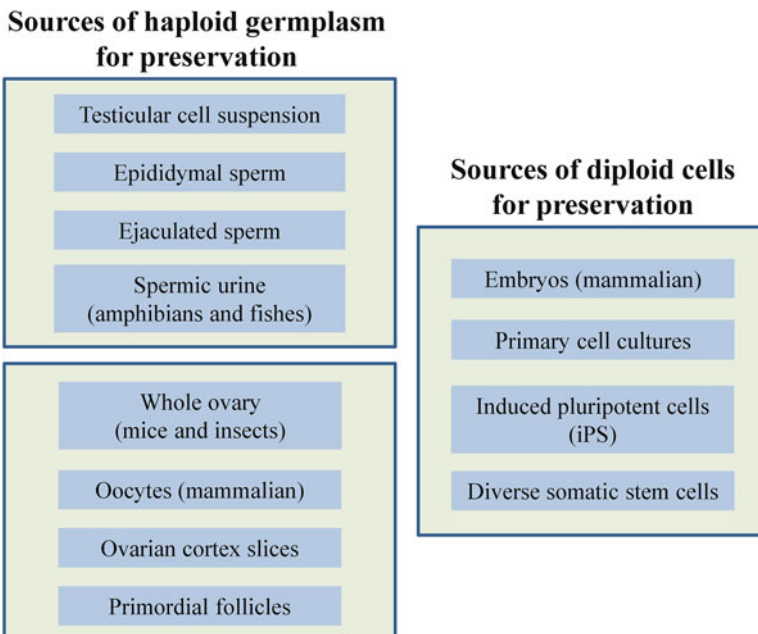 Sources of haploid germplasm
for preservation
Testicular cell suspension
Epididymal sperm
Ejaculated sperm
Spermic urine
(amphibians and fishes)
Whole ovary
(mice and insects)
Oocytes (mammalian)
Ovarian cortex slices
Primordial follicles
Sources of diploid cells
for preservation
Embryos (mammalian)
Primary cell cultures
Induced pluripotent cells
(iPS)
Diverse somatic stem cells